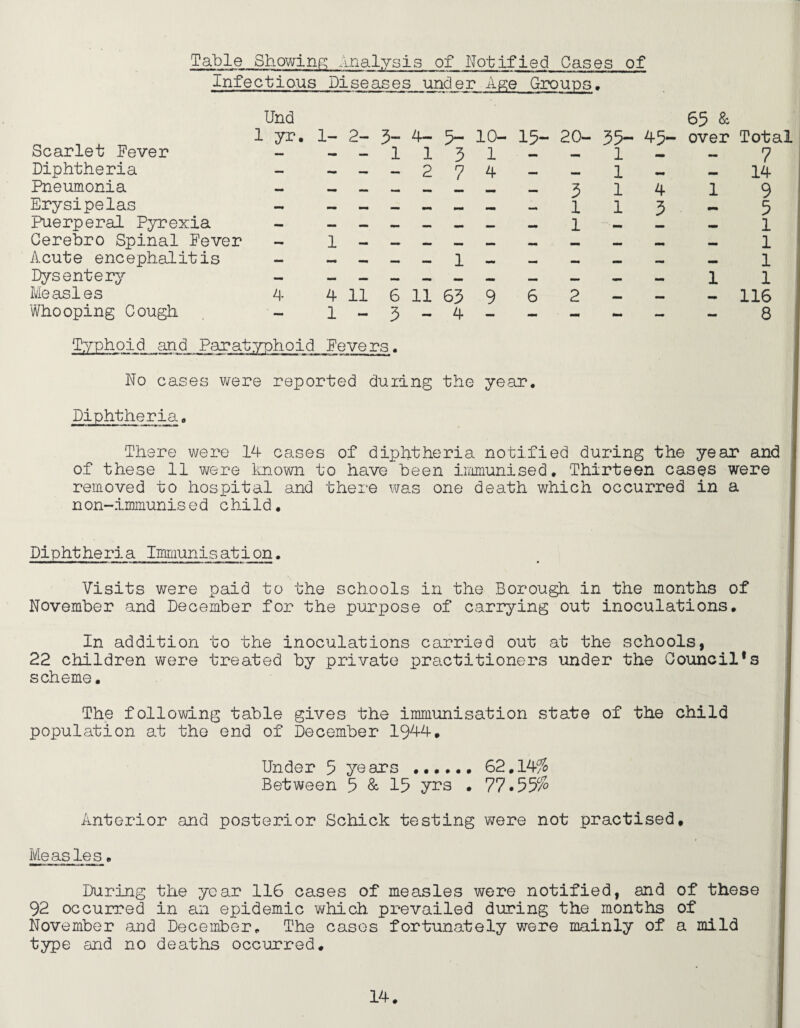 Table Showing Analysis of Notified Cases of
Infectious Diseases under Age Groups.
Und 65 &
1 yr. 1- 2- 3- 4- 5- 10- 15- 20- 35- 45- over Total
Scarlet Fever - - - 1 1 3 1 - - 1 - - 7
Diphtheria - - - - 2 7 4 - - 1 - - 14
Pneumonia - - - - - - - - 3 1 4 1 9
Erysipelas - - - - - - - - 1 1 3 - 5
Puerperal Pyrexia - - - - - - - - 1 - - - 1
Cerebro Spinal Fever - 1 - - - - - - - - - - 1
Acute encephalitis - - - - - 1 - - - - - - 1
Dysentery - - - - - - - - - - - 1 1
Measles 4 4 11 6 11 63 9 6 2 - - - 116
Whooping Cough - 1 - 3 - 4 - - - - - - 8
Typhoid and Paratyphoid Fevers.
No cases were reported during the year.
Diphtheria.
There were 14 cases of diphtheria notified during the year and
of these 11 were known to have been immunised. Thirteen cases were
removed to hospital and there was one death which occurred in a
non-immunised child.
Diphtheria Immunisation.
Visits were paid to the schools in the Borough in the months of
November and December for the purpose of carrying out inoculations.
In addition to the inoculations carried out at the schools,
22 children were treated by private practitioners under the Council's
scheme.
The following table gives the immunisation state of the child
population at the end of December 1944.
Under 5 years ...... 62.14%
Between 5 & 15 yrs . 77.55%
Anterior and posterior Schick testing were not practised.
Measles.
During the year 116 cases of measles were notified, and of these
92 occurred in an epidemic which prevailed during the months of
November and December. The cases fortunately were mainly of a mild
type and no deaths occurred.
14.